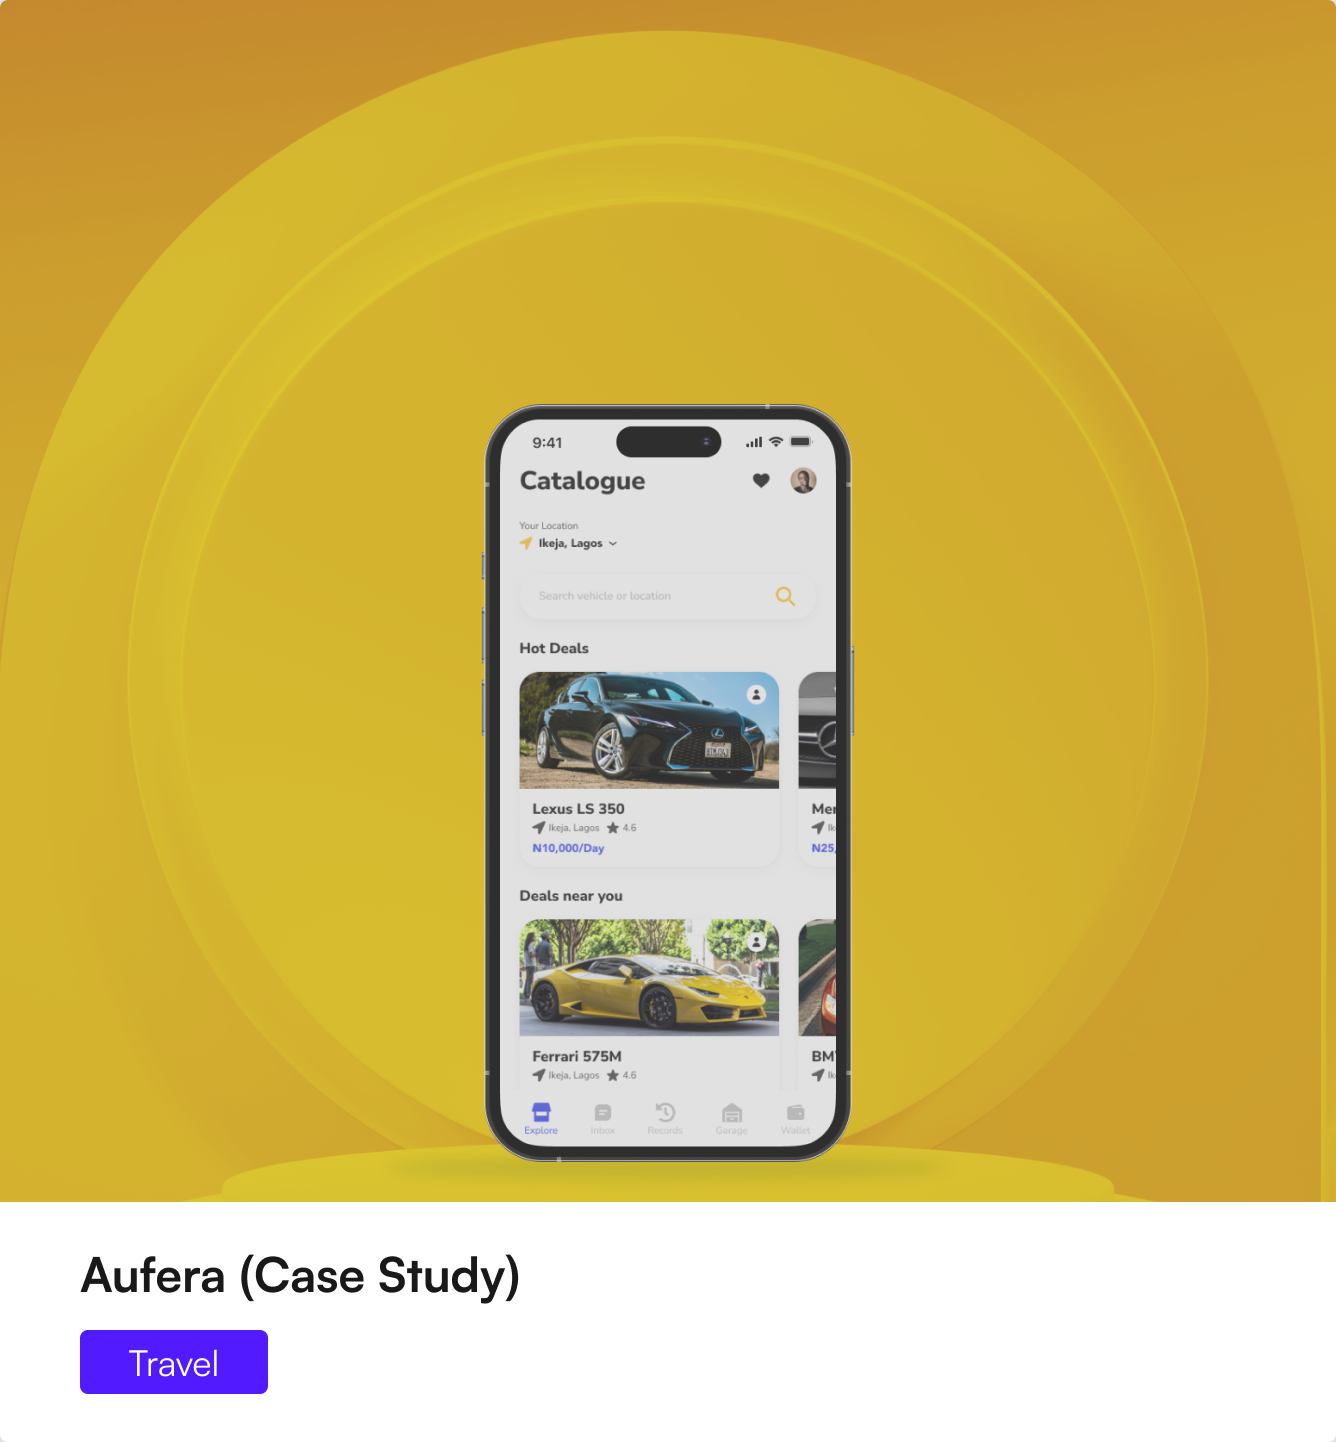 9:41
Catalogue
Your Location
Ikeja, Lagos
Search vehicle or location
Hot Deals
Lexus LS 350
Ikeja, Lagos 4.6
₦10,000/Day
Mer
Ik
₦25,
Deals near you
Ferrari 575M
Ikeja, Lagos 4.6
BM
Ik
Explore Inbox Records Garage Wallet
Aufera (Case Study)
Travel